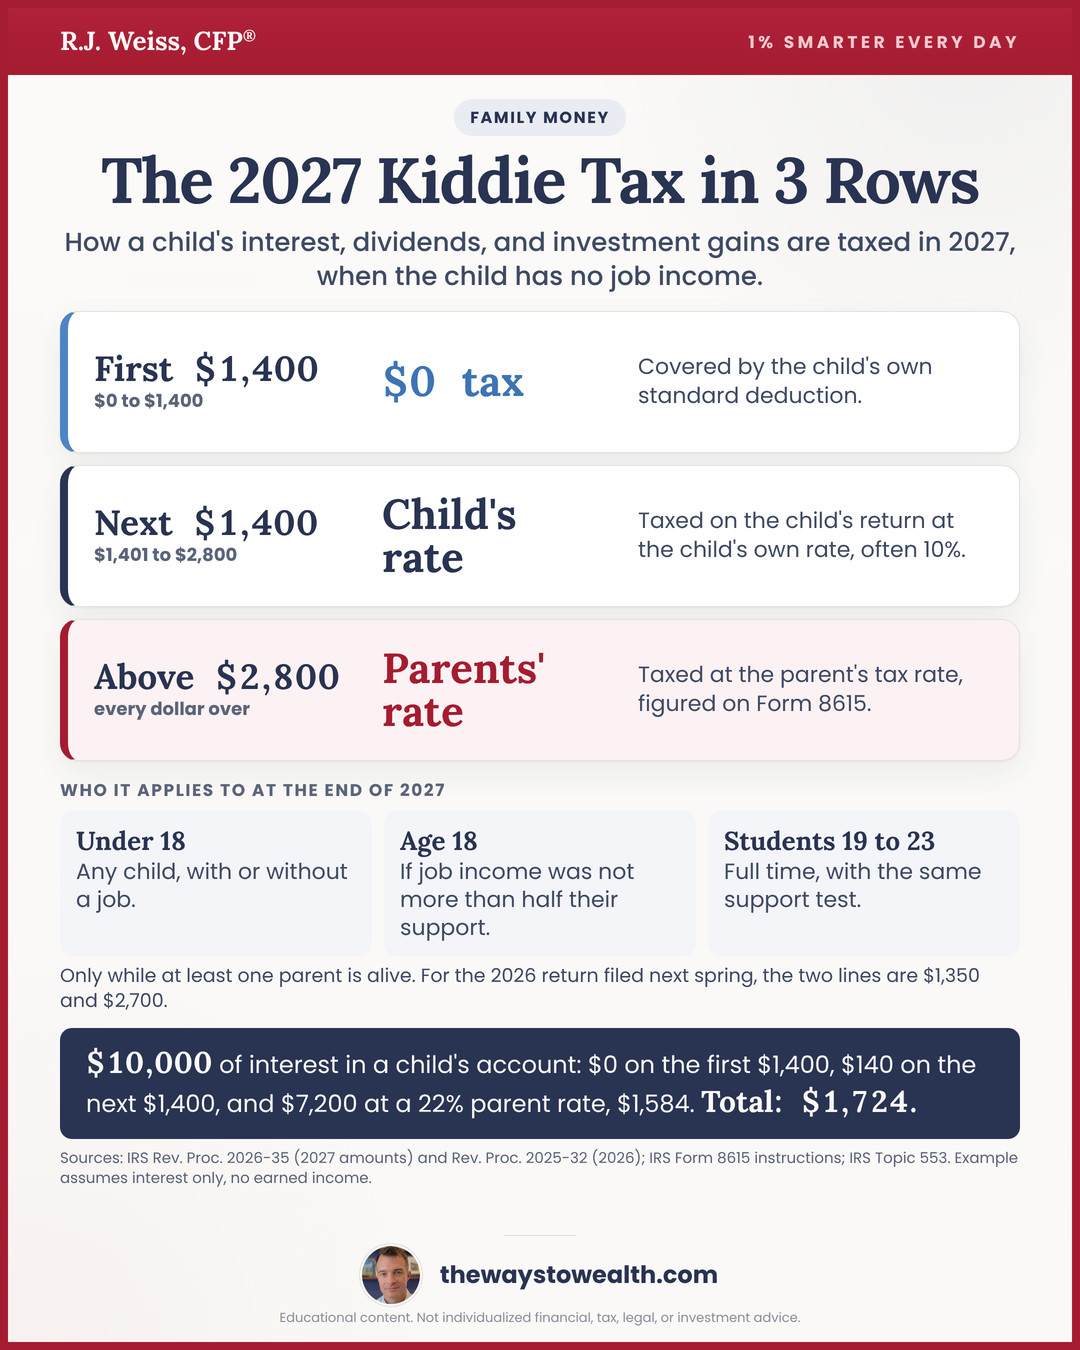 R.J. Weiss, CFP®
1% SMARTER EVERY DAY
FAMILY MONEY
The 2027 Kiddie Tax in 3 Rows
How a child's interest, dividends, and investment gains are taxed in 2027,
when the child has no job income.
First $1,400
$0 to $1,400
$0 tax
Covered by the child's own
standard deduction.
Next $1,400
$1,401 to $2,800
Child's
rate
Taxed on the child's return at
the child's own rate, often 10%.
Above $2,800
every dollar over
Parents'
rate
Taxed at the parent's tax rate,
figured on Form 8615.
WHO IT APPLIES TO AT THE END OF 2027
Under 18
Any child, with or without
a job.
Age 18
If job income was not
more than half their
support.
Students 19 to 23
Full time, with the same
support test.
Only while at least one parent is alive. For the 2026 return filed next spring, the two lines are $1,350
and $2,700.
$10,000 of interest in a child's account: $0 on the first $1,400, $140 on the
next $1,400, and $7,200 at a 22% parent rate, $1,584. Total: $1,724.
Sources: IRS Rev. Proc. 2026-35 (2027 amounts) and Rev. Proc. 2025-32 (2026); IRS Form 8615 instructions; IRS Topic 553. Example
assumes interest only, no earned income.
thewaystowealth.com
Educational content. Not individualized financial, tax, legal, or investment advice.